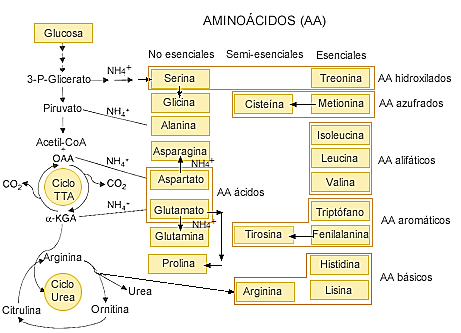 AMINOÁCIDOS (AA)
Glucosa
No esenciales
Semi-esenciales
Esenciales
3-P-Glicerato
NH4+
Serina
Treonina
AA hidroxilados
Piruvato
NH4+
Glicina
Cisteína
Metionina
AA azufrados
Alanina
Acetil-CoA
OAA
NH4+
Asparagina
NH4+
Isoleucina
Leucina
AA alifáticos
Valina
CO2
Ciclo
TTA
CO2
Aspartato
AA ácidos
α-KGA
NH4+
Glutamato
NH4+
Triptófano
AA aromáticos
Glutamina
Tirosina
Fenilalanina
Prolina
Arginina
Histidina
AA básicos
Ciclo
Urea
Urea
Arginina
Lisina
Citrulina
Ornitina